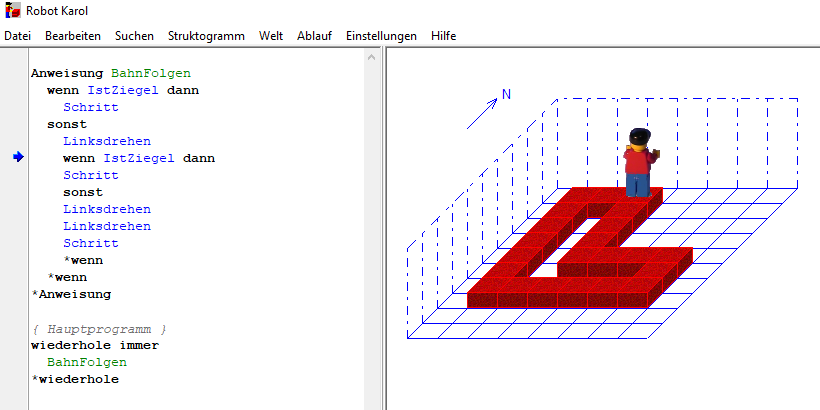 Robot Karol
Datei Bearbeiten Suchen Struktogramm Welt Ablauf Einstellungen Hilfe
Anweisung BahnFolgen
wenn IstZiegel dann
Schritt
sonst
Linksdrehen
wenn IstZiegel dann
Schritt
sonst
Linksdrehen
Linksdrehen
Schritt
*wenn
*wenn
*Anweisung
{ Hauptprogramm }
wiederhole immer
BahnFolgen
*wiederhole
N